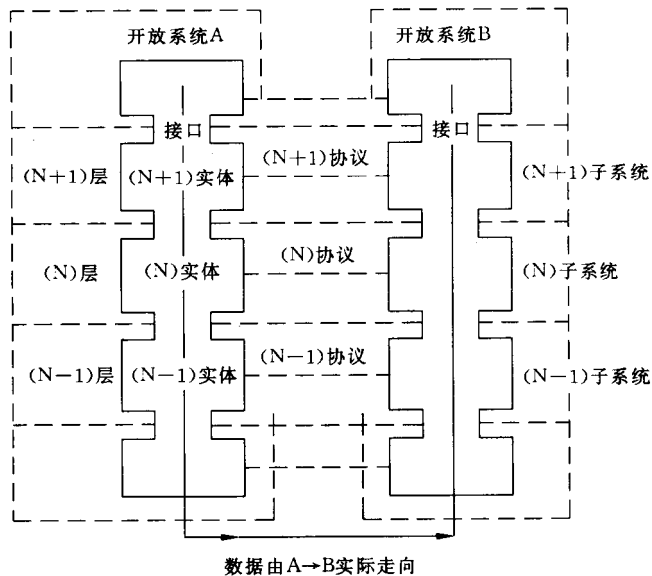 开放系统A
开放系统B
接口
接口
(N+1)协议
(N+1)层
(N+1)实体
(N+1)子系统
(N)协议
(N)层
(N)实体
(N)子系统
(N-1)协议
(N-1)层
(N-1)实体
(N-1)子系统
数据由A→B实际走向